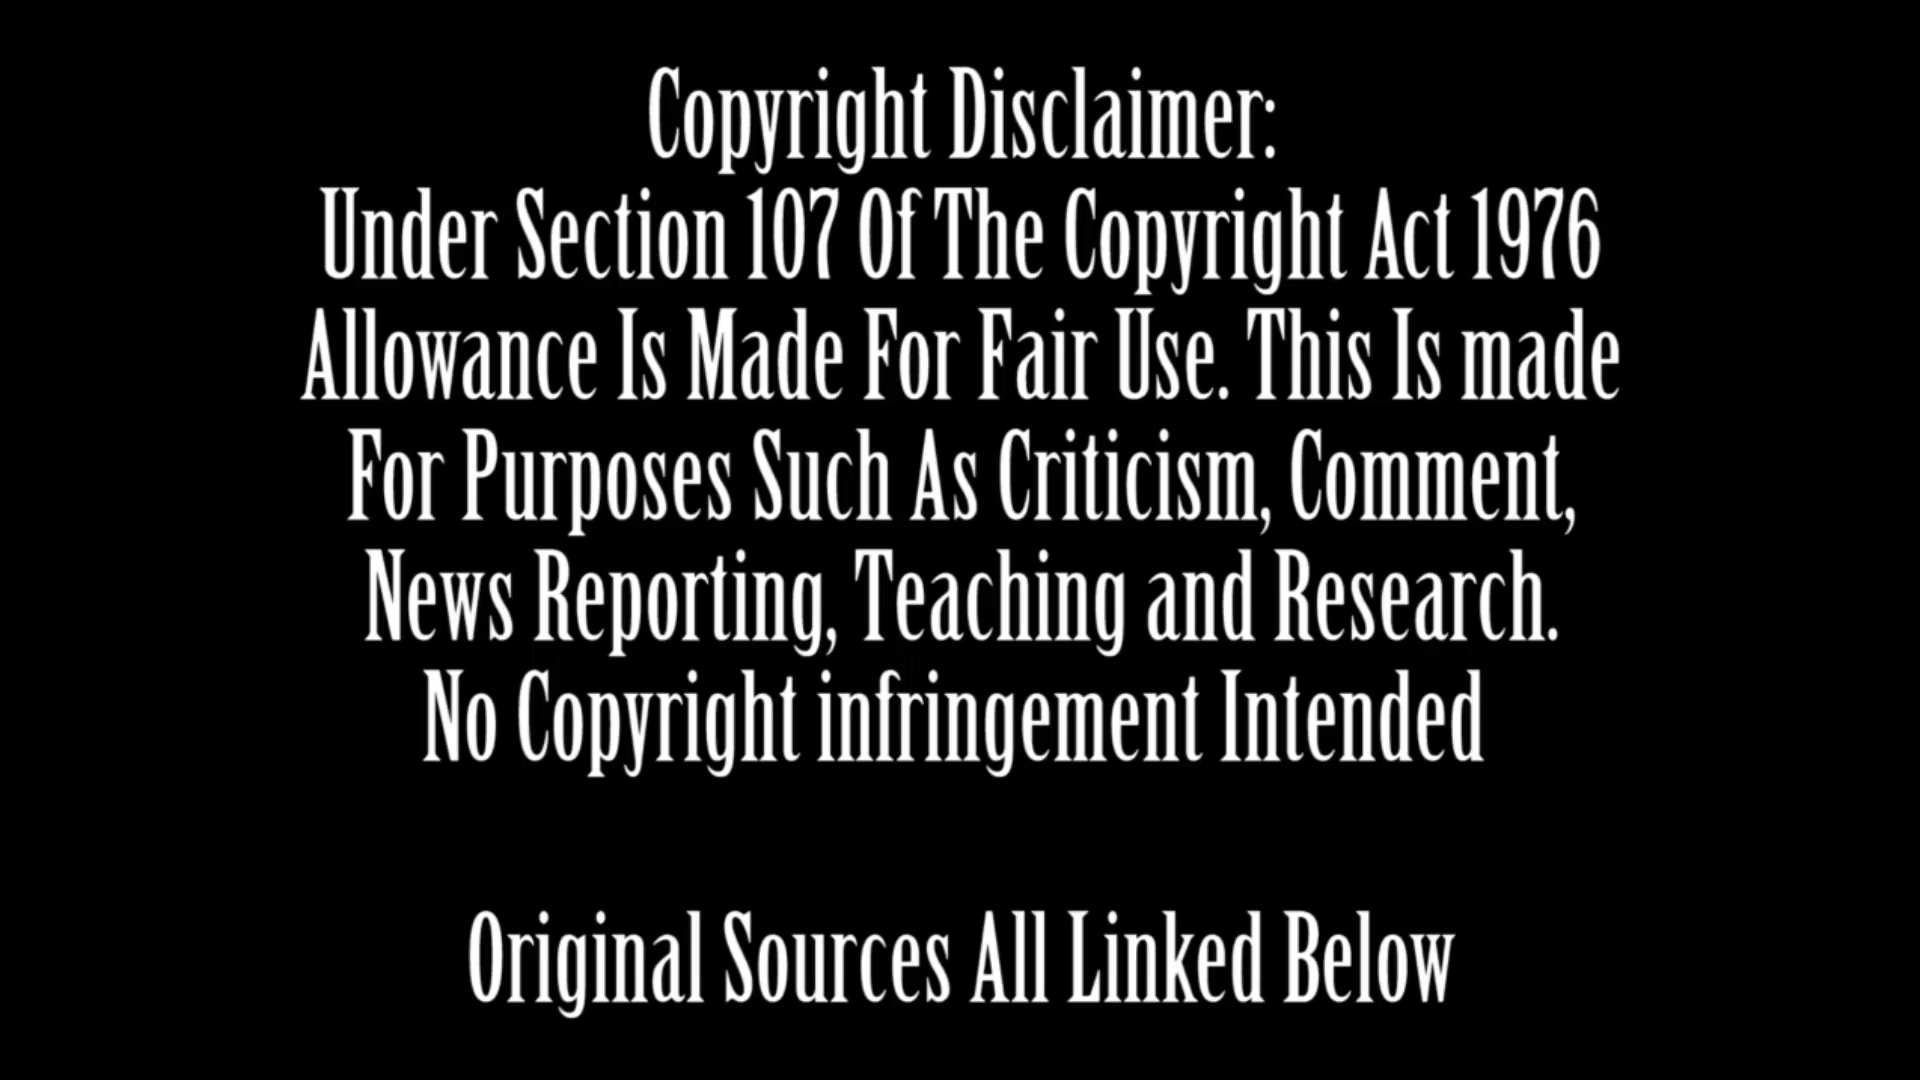 Copyright Disclaimer:
Under Section 107 Of The Copyright Act 1976
Allowance Is Made For Fair Use. This Is made
For Purposes Such As Criticism, Comment,
News Reporting, Teaching and Research.
No Copyright infringement Intended
Original Sources All Linked Below